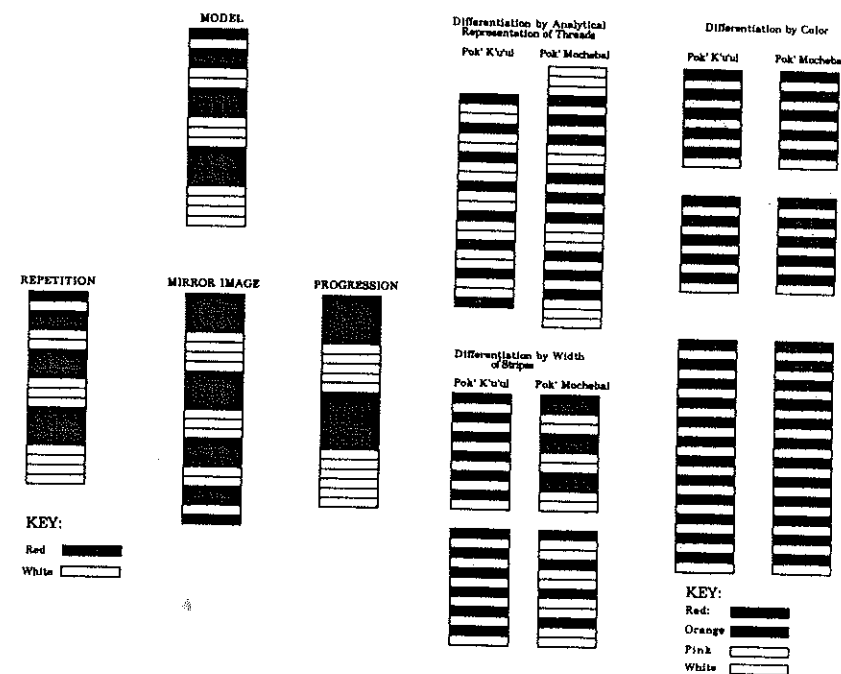 MODEL
REPETITION
MIRROR IMAGE
PROGRESSION
KEY:
Red
White
Differentiation by Analytical
Representation of Threads
Pok' K'u'ul Pok' Mochebal
Differentiation by Width
of Stripes
Pok' K'u'ul Pok' Mochebal
Differentiation by Color
Pok' K'u'ul Pok' Mocheba
KEY:
Red:
Orange
Pink
White